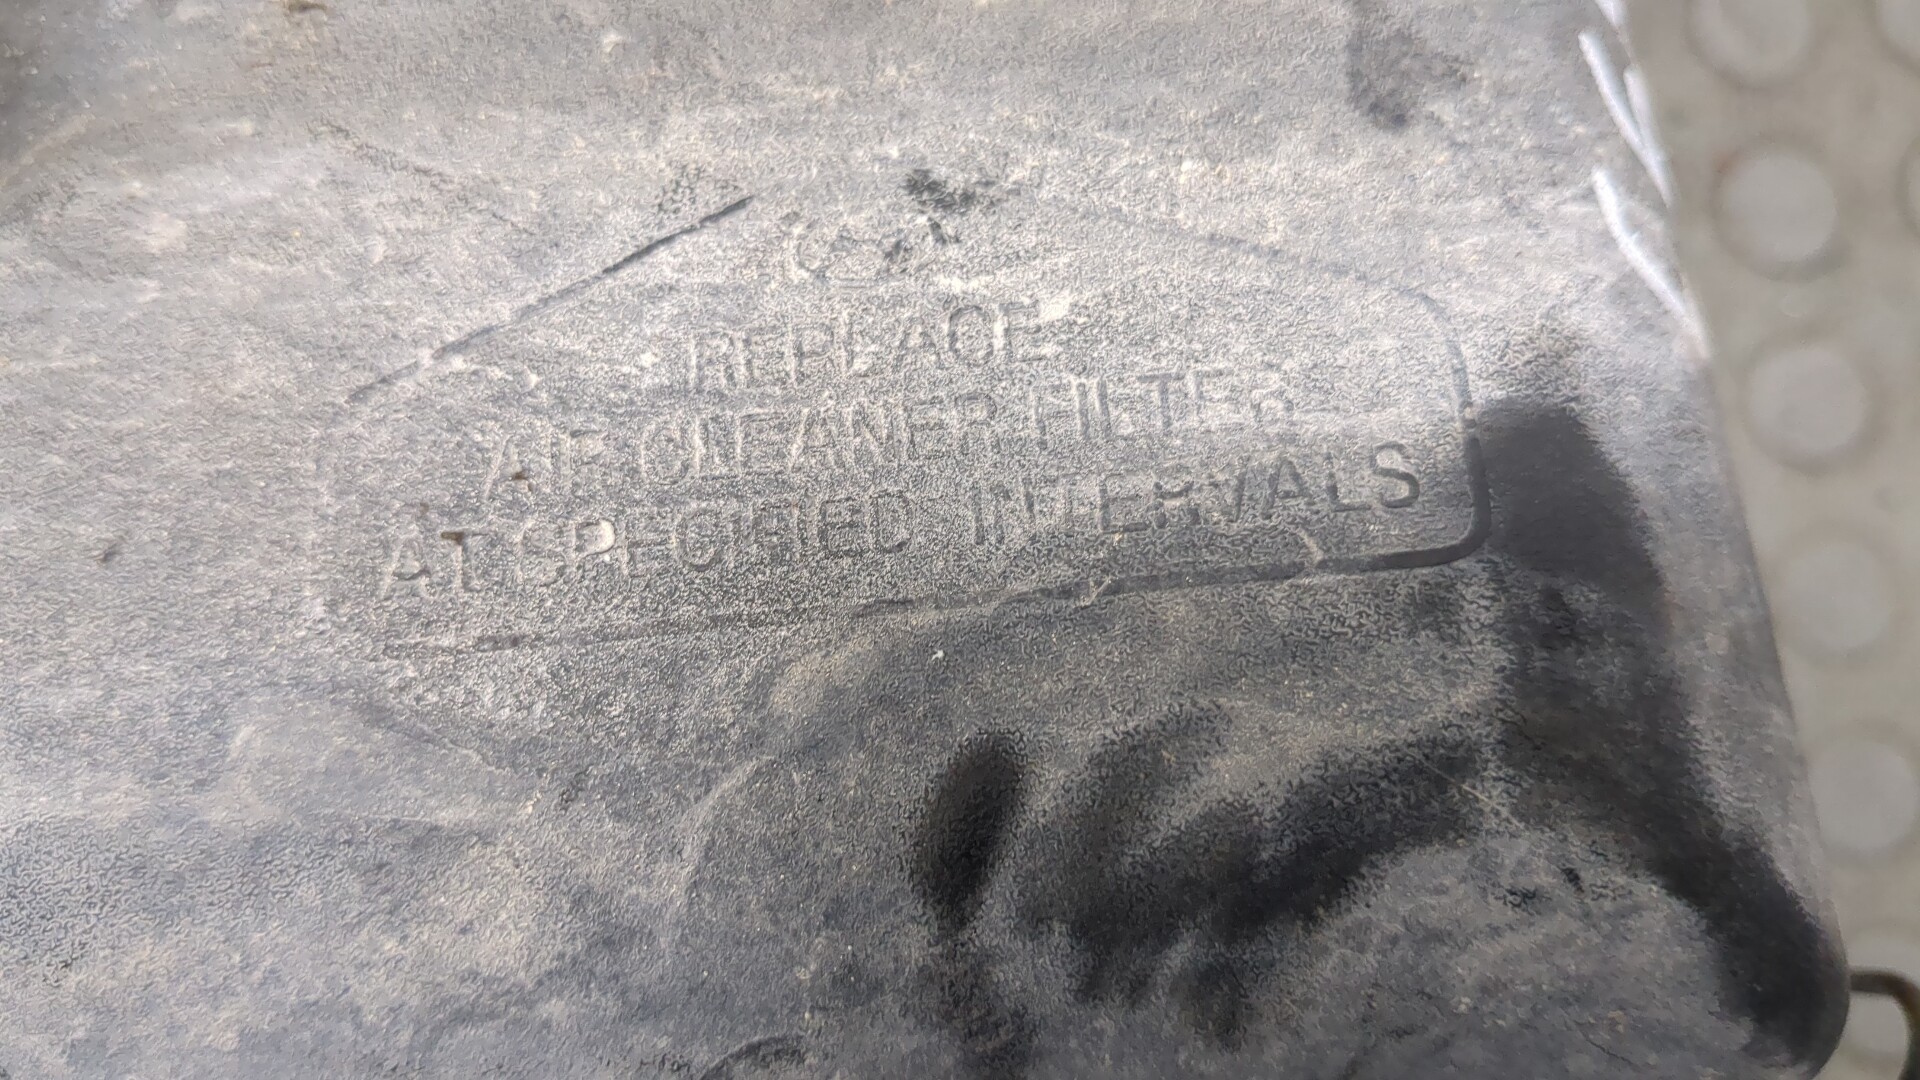 REPLACE
AIR CLEANER FILTER
AT SPECIFIED INTERVALS